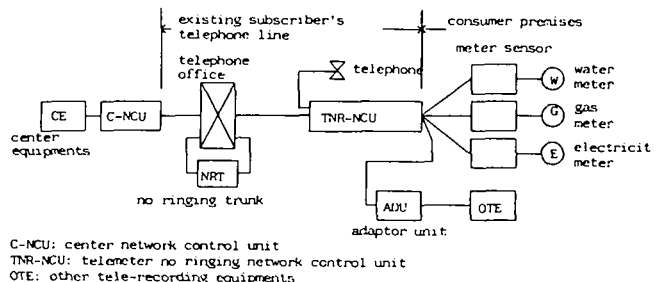 existing subscriber's
telephone line
consumer premises
telephone
office
meter sensor
telephone
W
water
meter
CE
C-NCU
TNR-NCU
G
gas
meter
center
equipments
NRT
E
electricit
meter
no ringing trunk
ADU
OTE
adaptor unit
C-NCU: center network control unit
TNR-NCU: telemeter no ringing network control unit
OTE: other tele-recording equipments